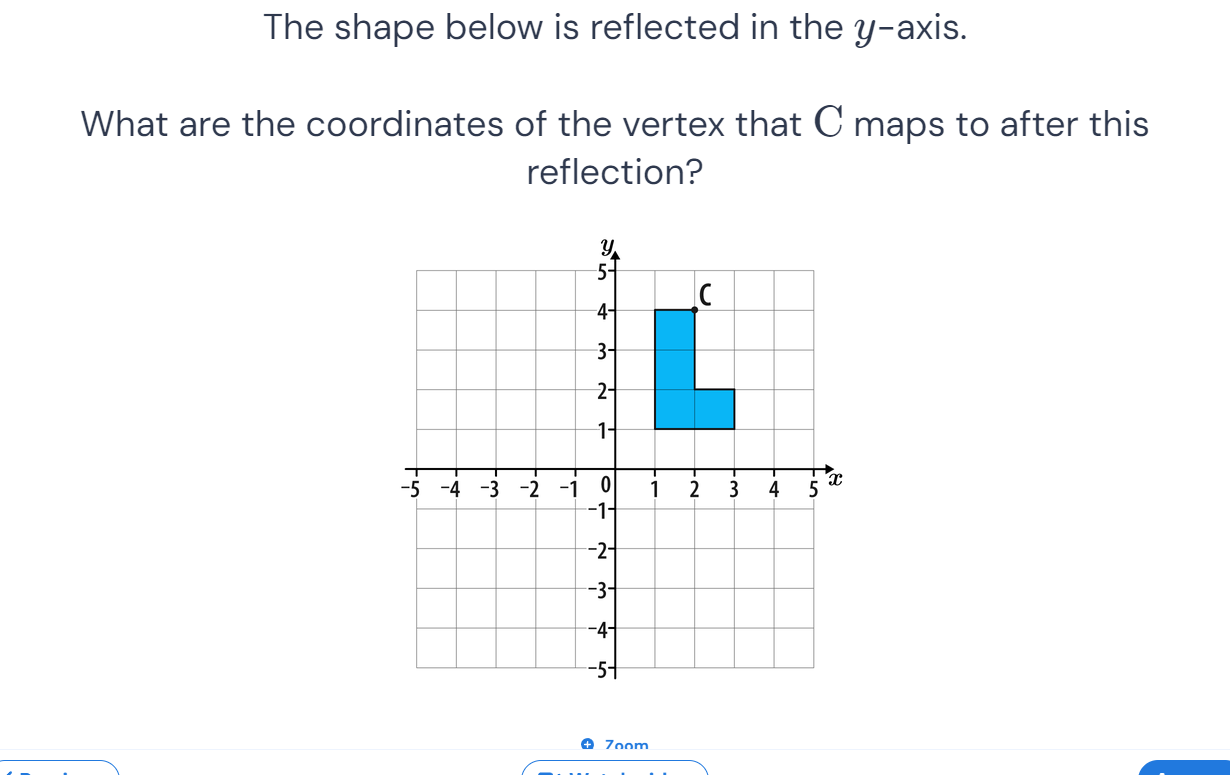 The shape below is reflected in the y-axis.
What are the coordinates of the vertex that C maps to after this
reflection?
y
5
C
4
3
2
1
-5 -4 -3 -2 -1 0 1 2 3 4 5 x
-1
-2
-3
-4
-5
Zoom